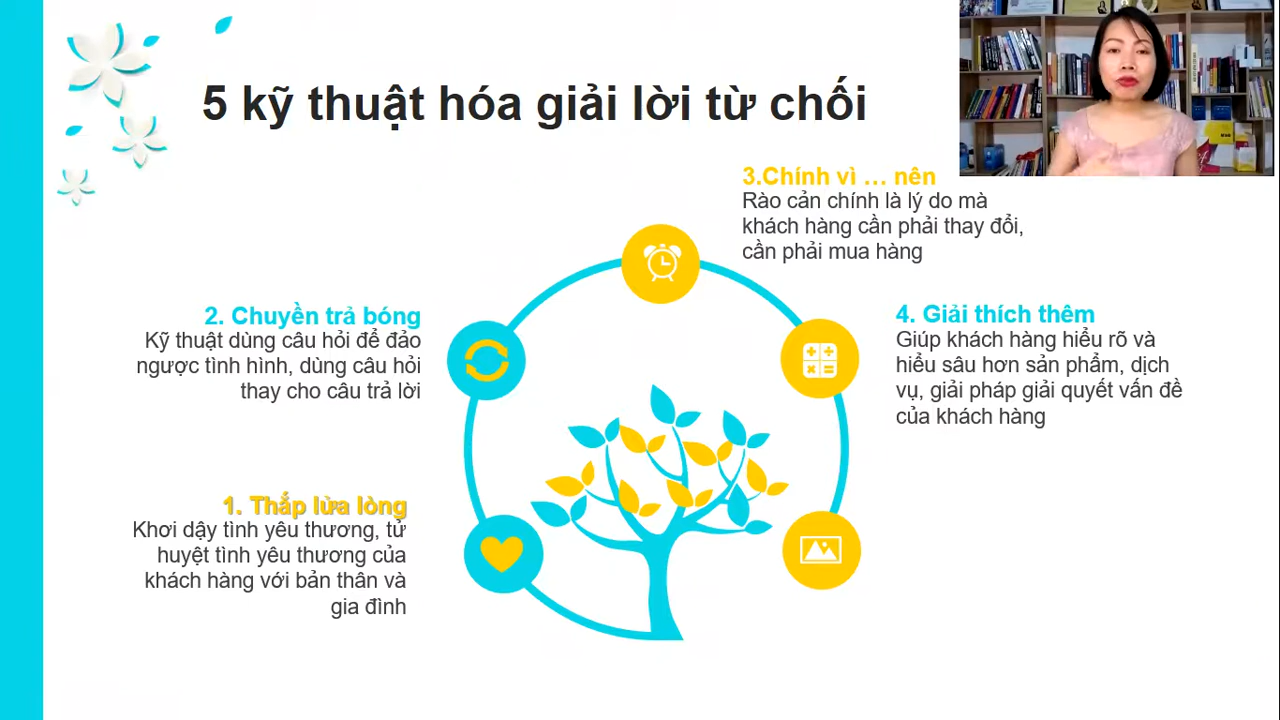 5 kỹ thuật hóa giải lời từ chối
1. Thắp lửa lòng
Khơi dậy tình yêu thương, tử
huyệt tình yêu thương của
khách hàng với bản thân và
gia đình
2. Chuyền trả bóng
Kỹ thuật dùng câu hỏi để đảo
ngược tình hình, dùng câu hỏi
thay cho câu trả lời
3.Chính vì ... nên
Rào cản chính là lý do mà
khách hàng cần phải thay đổi,
cần phải mua hàng
4. Giải thích thêm
Giúp khách hàng hiểu rõ và
hiểu sâu hơn sản phẩm, dịch
vụ, giải pháp giải quyết vấn đề
của khách hàng